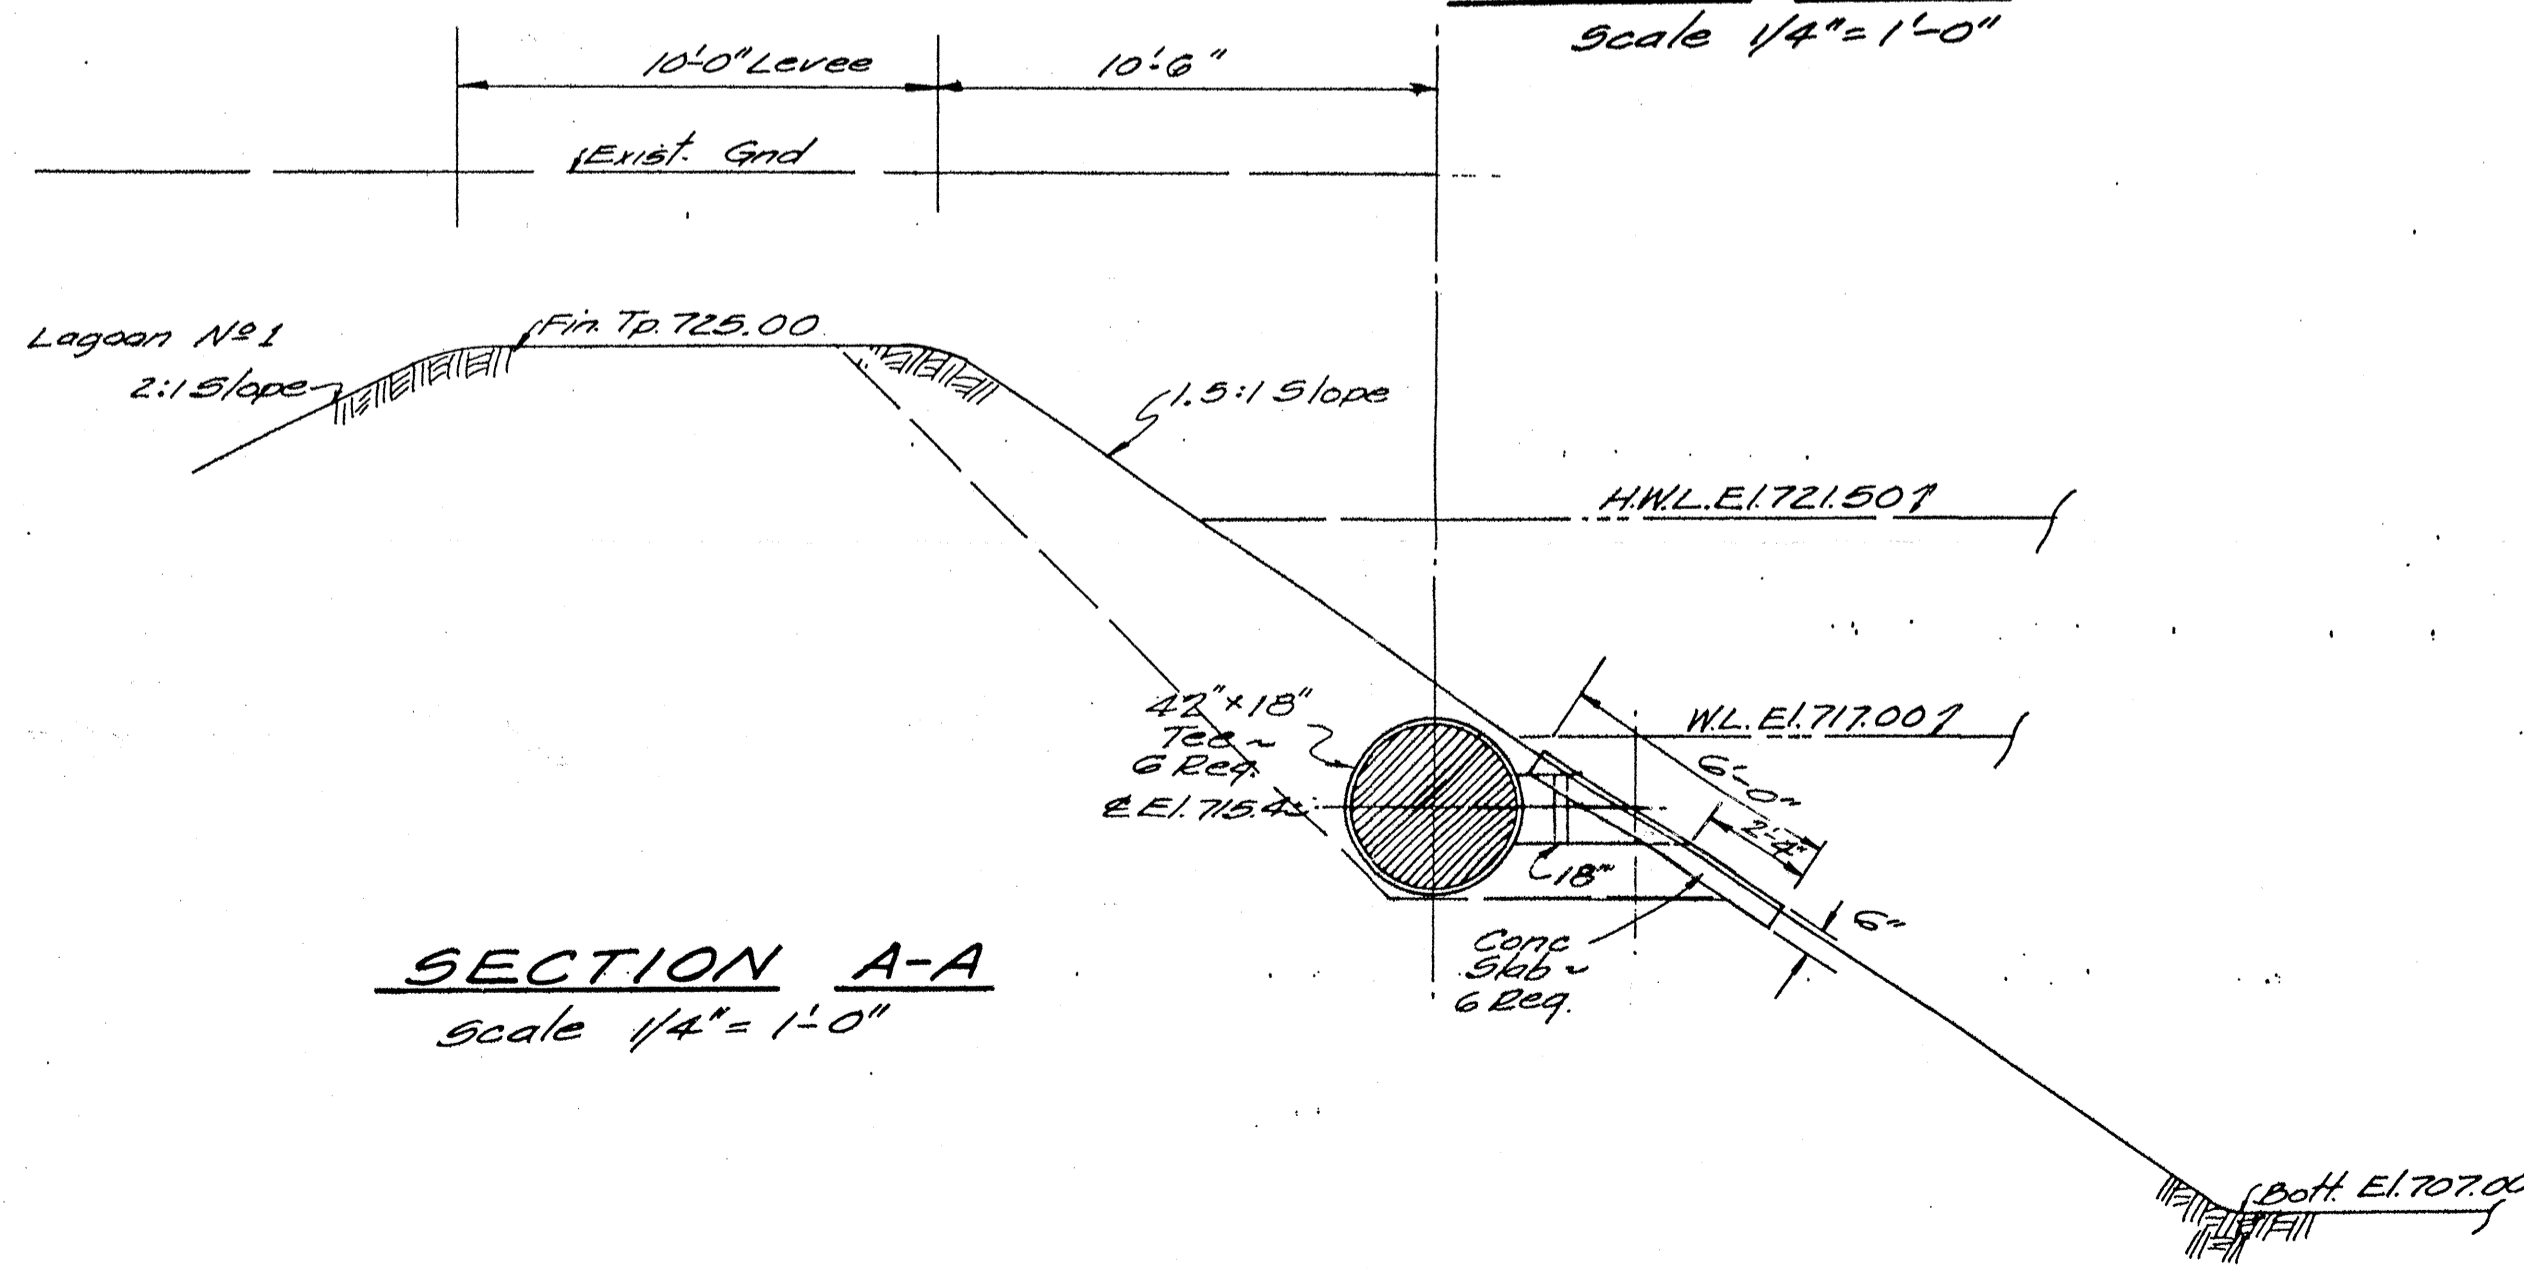 Scale 1/4" = 1'-0"
10'-0" Levee
10'-6"
Exist. Gnd
Lagoon Nº 1
Fin. Tp. 725.00
2:1 Slope
1.5:1 Slope
H.W.L. El. 721.50
42" x 18"
Tee ~
6 Req.
W.L. El. 717.00
6'-0"
℄ El. 715.4
2'-4"
18"
6"
Conc
Slab ~
6 Req.
SECTION A-A
Scale 1/4" = 1'-0"
Bott. El. 707.00